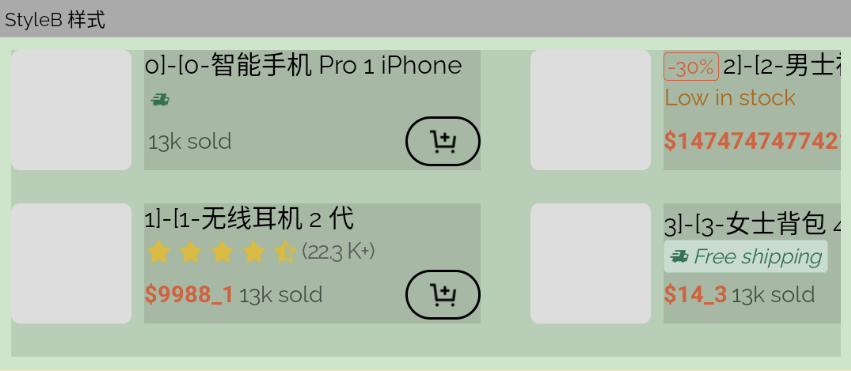 StyleB 样式
0]-[0-智能手机 Pro 1 iPhone
13k sold
1]-[1-无线耳机 2 代
(22.3 K+)
$9988_1 13k sold
-30% 2]-[2-男士
Low in stock
$147474747742
3]-[3-女士背包
Free shipping
$14_3 13k sold